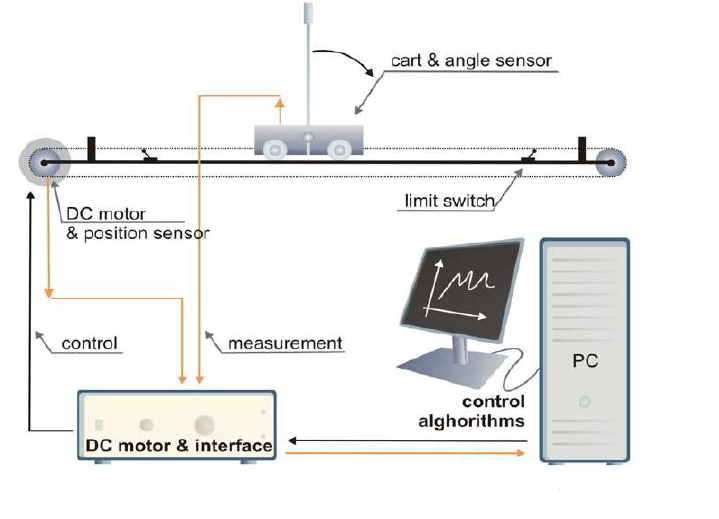 cart & angle sensor
limit switch
DC motor
& position sensor
control
measurement
PC
control
alghorithms
DC motor & interface